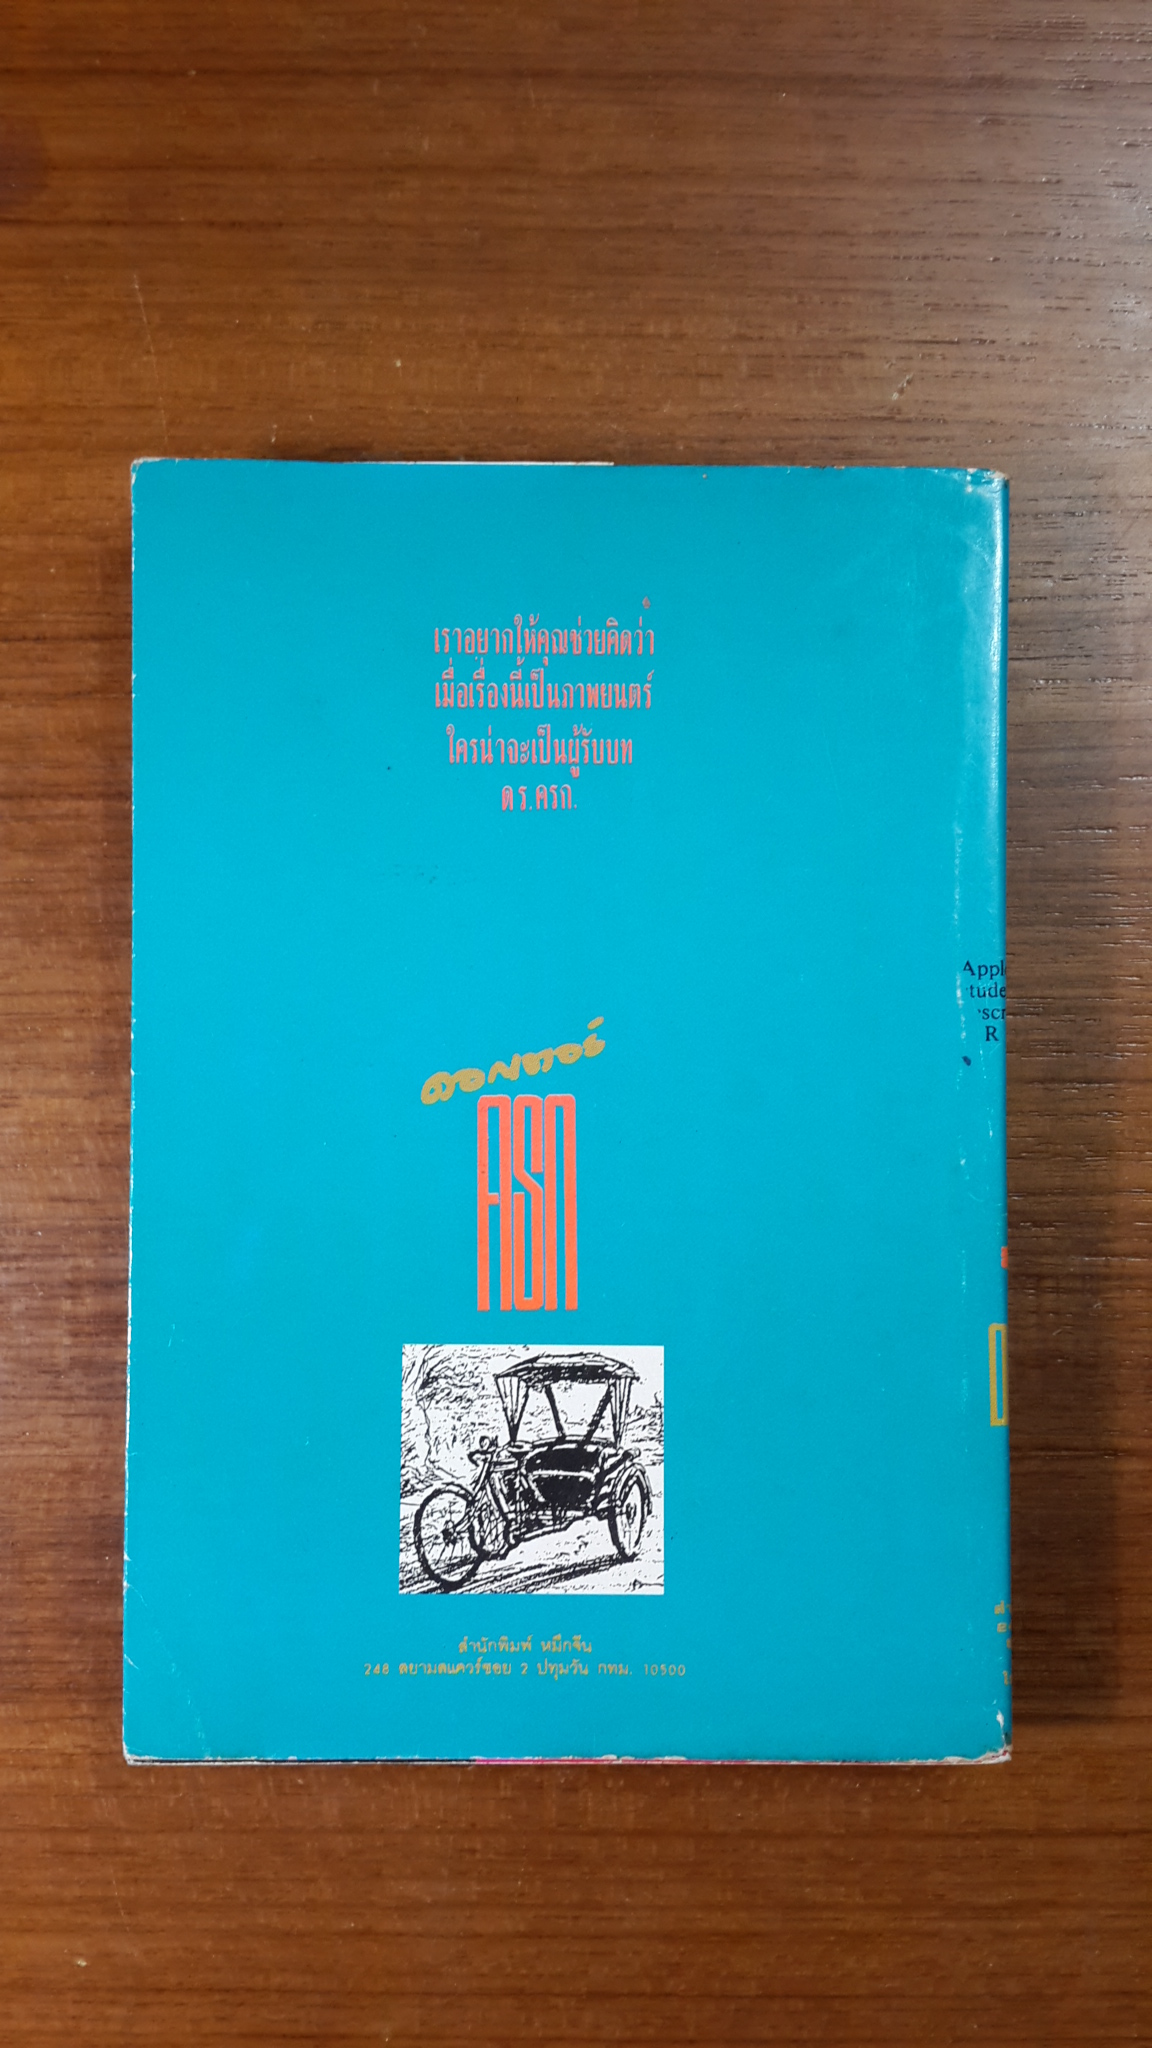 เราอยากให้คุณช่วยคิดว่า
เมื่อเรื่องนี้เป็นภาพยนตร์
ใครน่าจะเป็นผู้รับบท
ดร.ครก.
ดอกเตอร์
ครก
สำนักพิมพ์ หมึกจีน
248 สยามสแควร์ซอย 2 ปทุมวัน กทม. 10500
Appl
tude
scr
R